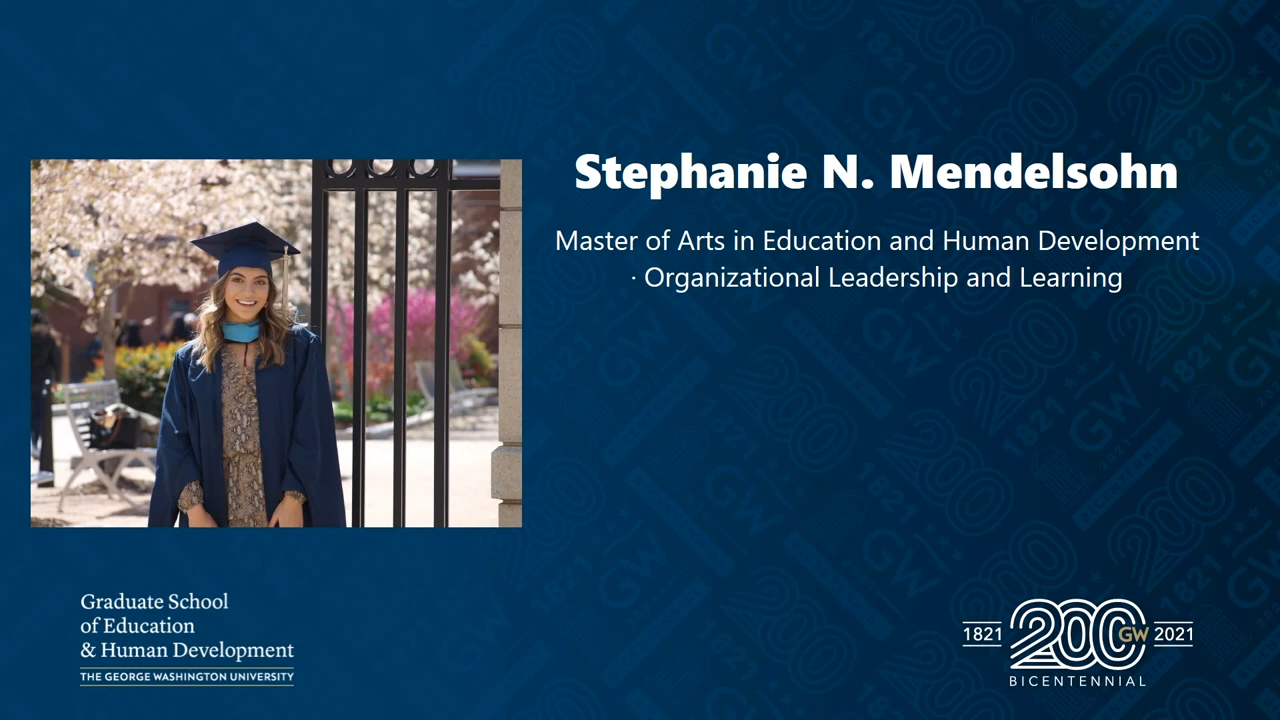 Stephanie N. Mendelsohn
Master of Arts in Education and Human Development
· Organizational Leadership and Learning
Graduate School
of Education
& Human Development
THE GEORGE WASHINGTON UNIVERSITY
1821 200 GW 2021
BICENTENNIAL